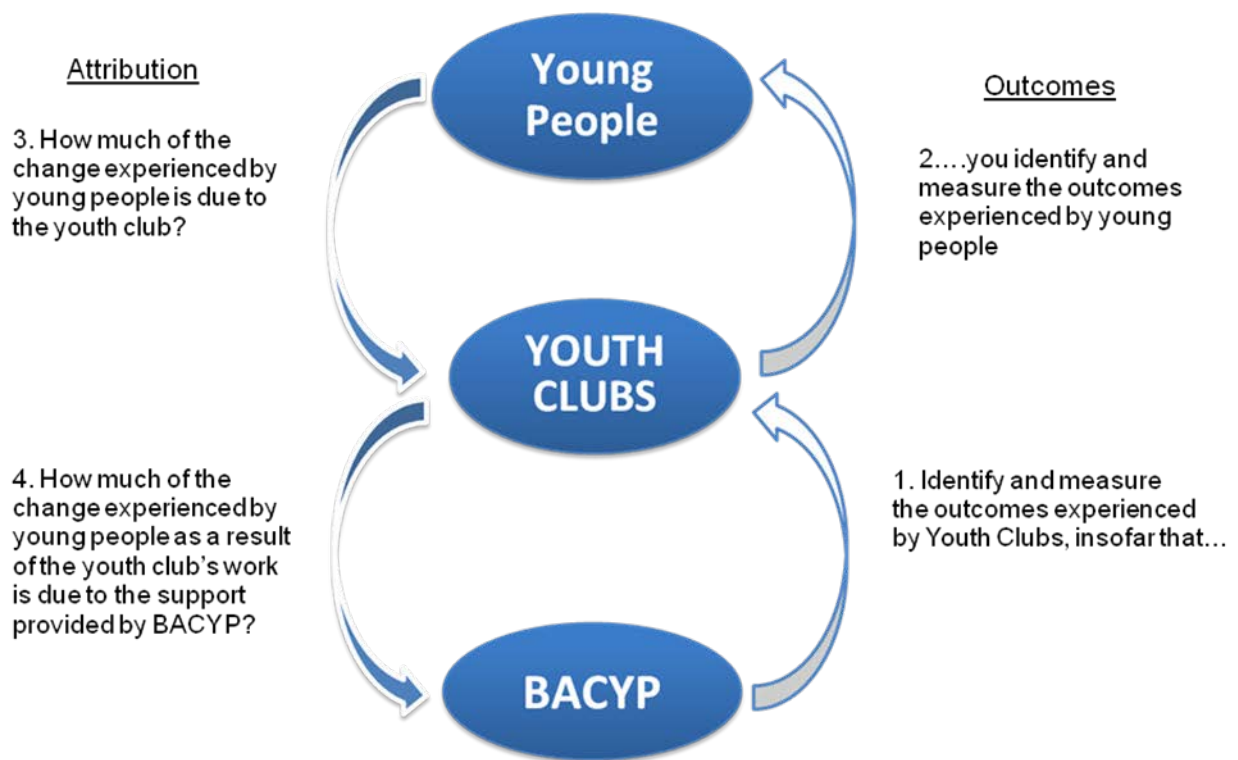 Attribution
3. How much of the
change experienced by
young people is due to
the youth club?
4. How much of the
change experienced by
young people as a result
of the youth club's work
is due to the support
provided by BACYP?
Young
People
YOUTH
CLUBS
BACYP
Outcomes
2....you identify and
measure the outcomes
experienced by young
people
1. Identify and measure
the outcomes experienced
by Youth Clubs, insofar that...